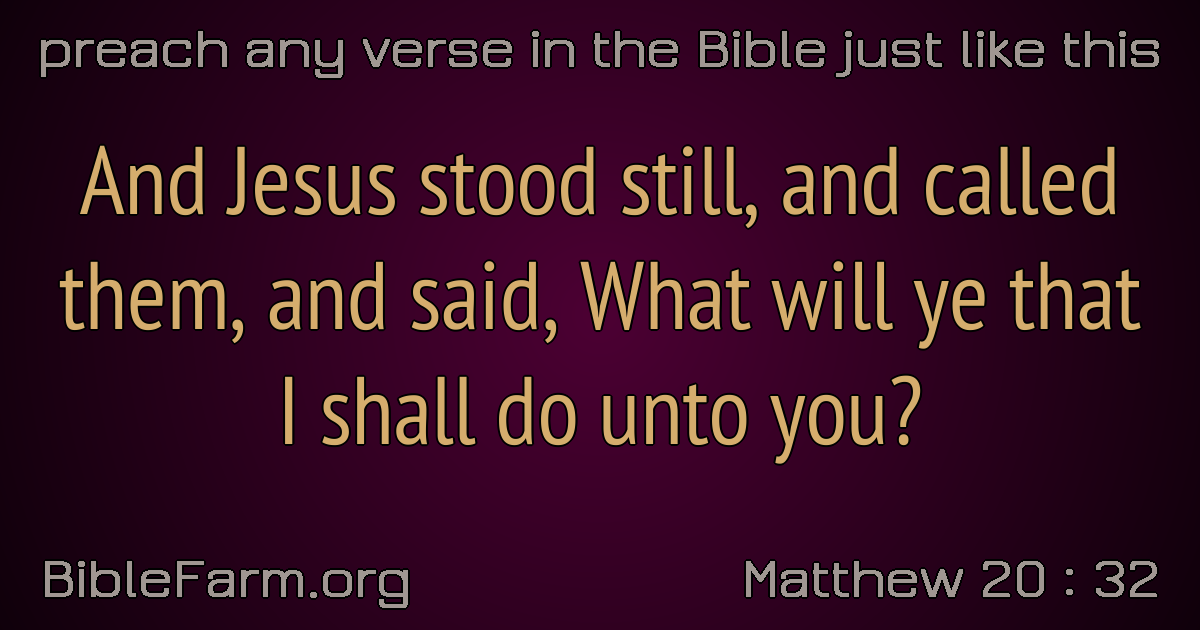 preach any verse in the Bible just like this
And Jesus stood still, and called
them, and said, What will ye that
I shall do unto you?
BibleFarm.org
Matthew 20 : 32